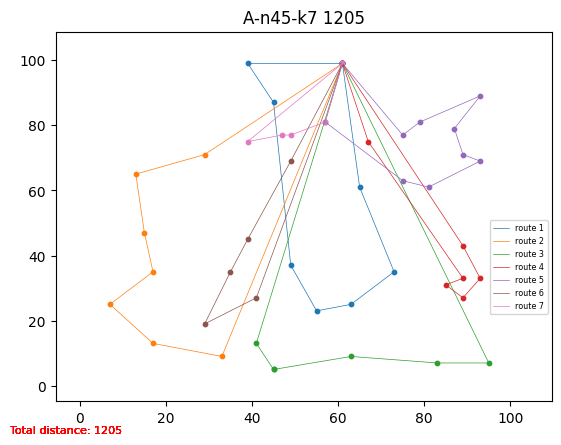 A-n45-k7 1205
100
80
60
40
20
0
route 1
route 2
route 3
route 4
route 5
route 6
route 7
0 20 40 60 80 100
Total distance: 1205